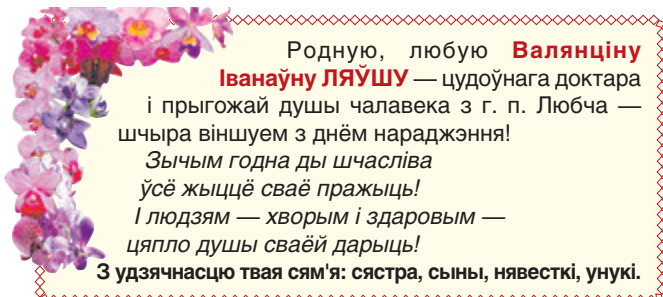 Родную, любую Валянціну
Іванаўну ЛЯЎШУ — цудоўнага доктара
і прыгожай душы чалавека з г. п. Любча —
шчыра віншуем з днём нараджэння!
Зычым годна ды шчасліва
ўсё жыццё сваё пражыць!
І людзям — хворым і здаровым —
цяпло душы сваёй дарыць!
З удзячнасцю твая сям'я: сястра, сыны, нявесткі, унукі.